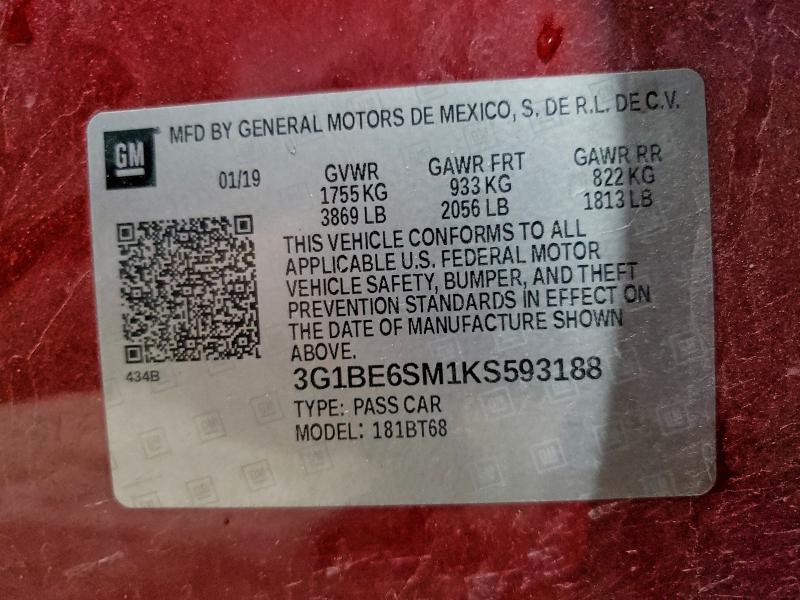 GM
MFD BY GENERAL MOTORS DE MEXICO, S. DE R.L. DE C.V.
01/19 GVWR GAWR FRT GAWR RR
1755 KG 933 KG 822 KG
3869 LB 2056 LB 1813 LB
THIS VEHICLE CONFORMS TO ALL
APPLICABLE U.S. FEDERAL MOTOR
VEHICLE SAFETY, BUMPER, AND THEFT
PREVENTION STANDARDS IN EFFECT ON
THE DATE OF MANUFACTURE SHOWN
ABOVE.
434B
3G1BE6SM1KS593188
TYPE: PASS CAR
MODEL: 181BT68